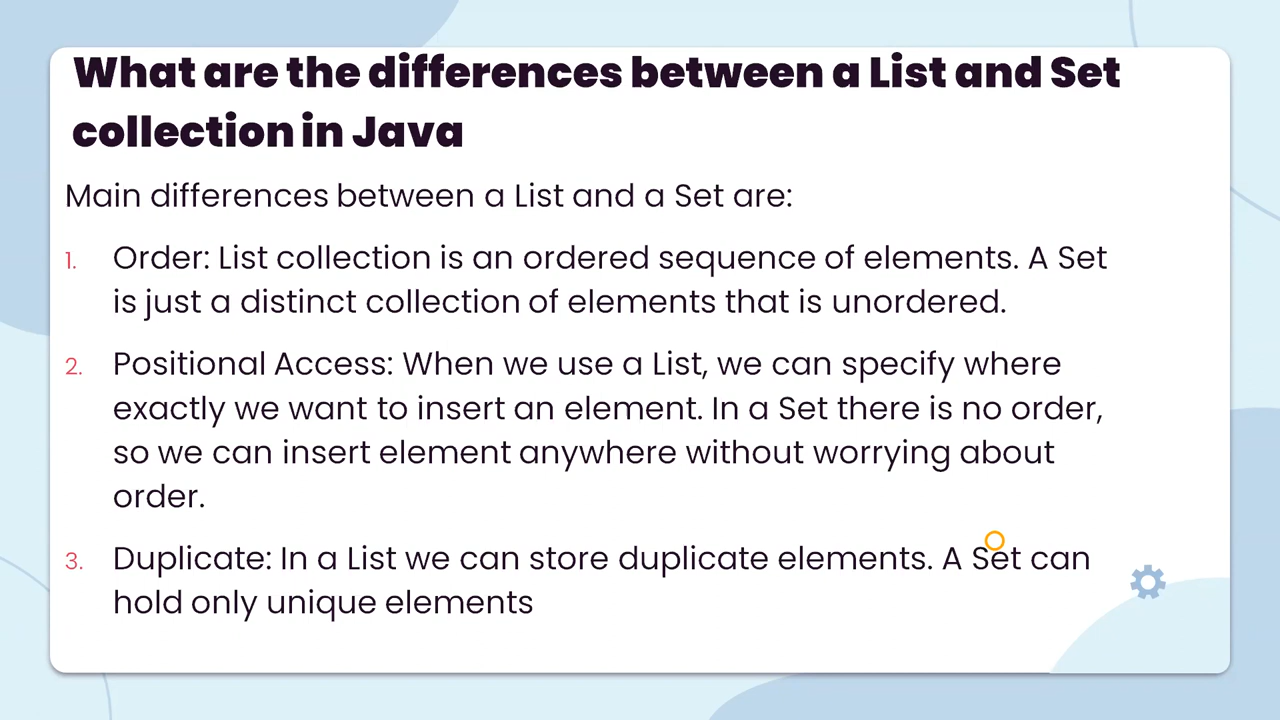 What are the differences between a List and Set
collection in Java
Main differences between a List and a Set are:
1. Order: List collection is an ordered sequence of elements. A Set
is just a distinct collection of elements that is unordered.
2. Positional Access: When we use a List, we can specify where
exactly we want to insert an element. In a Set there is no order,
so we can insert element anywhere without worrying about
order.
3. Duplicate: In a List we can store duplicate elements. A Set can
hold only unique elements